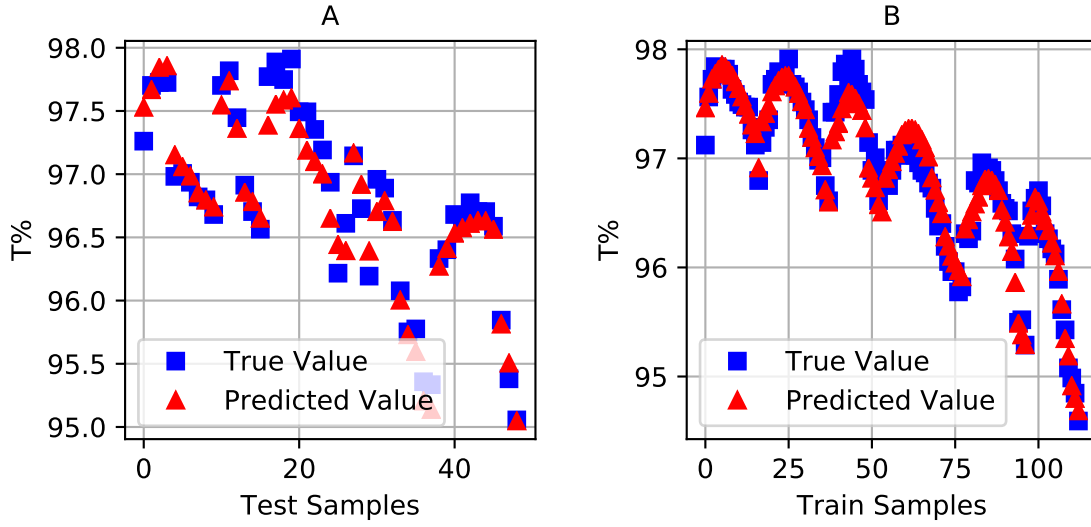 A
98.0
97.5
97.0
96.5
96.0
95.5
95.0
T%
True Value
Predicted Value
0
20
40
Test Samples
B
98
97
96
95
T%
True Value
Predicted Value
0
25
50
75
100
Train Samples